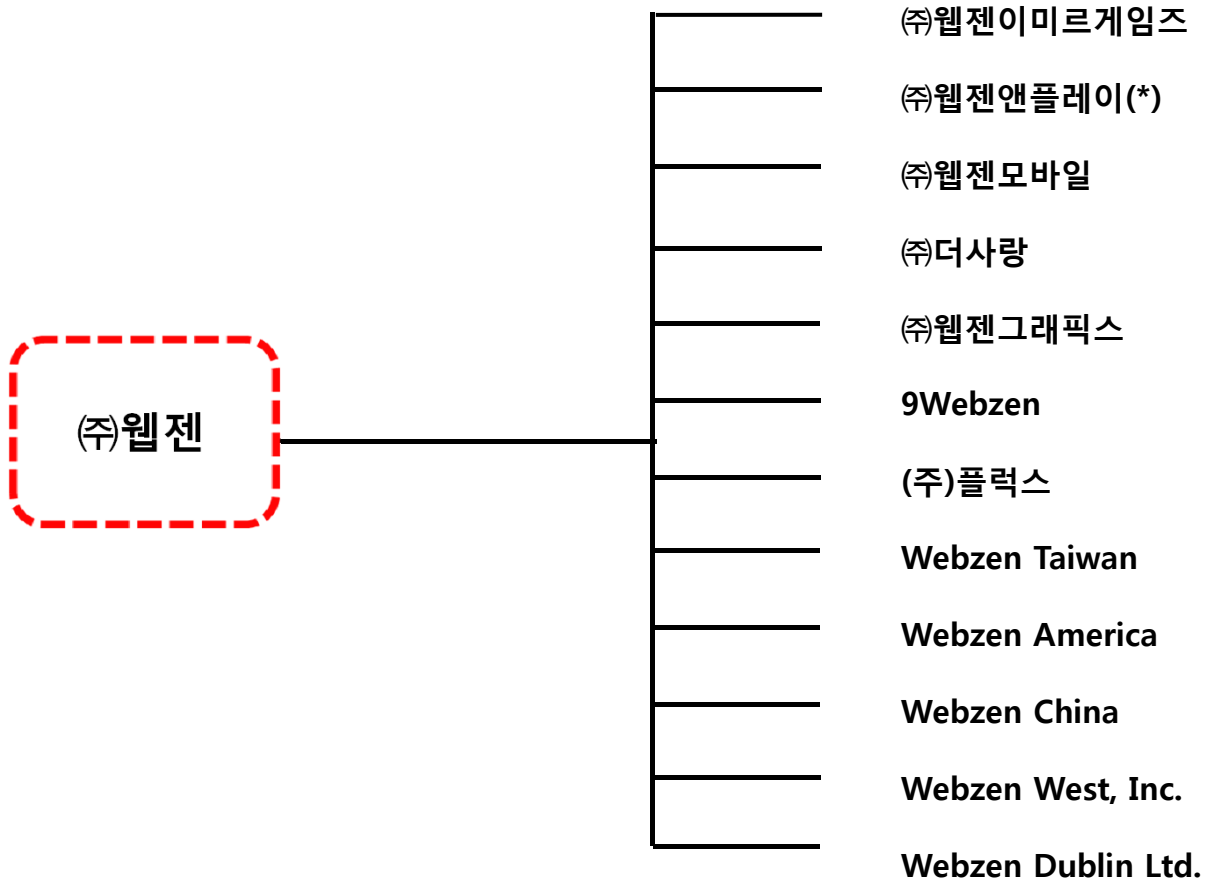 ㈜웹젠이미르게임즈
㈜웹젠앤플레이(*)
㈜웹젠모바일
㈜더사랑
㈜웹젠그래픽스
9Webzen
㈜웹젠
(주)플럭스
Webzen Taiwan
Webzen America
Webzen China
Webzen West, Inc.
Webzen Dublin Ltd.